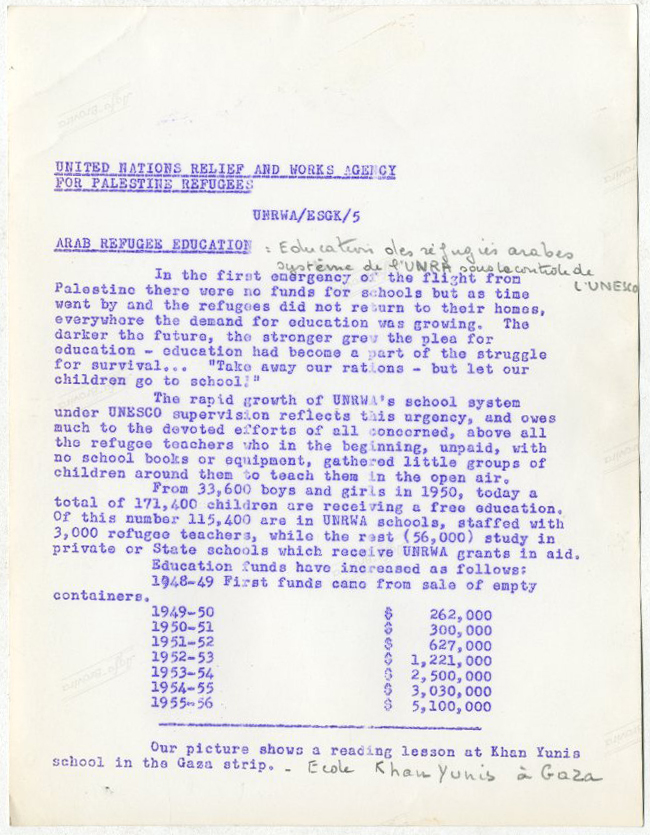 UNITED NATIONS RELIEF AND WORKS AGENCY
FOR PALESTINE REFUGEES
UNRWA/ESGK/5
ARAB REFUGEE EDUCATION : Education des réfugiés arabes
système de l'UNRA sous le controle de
l'UNESCO
In the first emergency of the flight from
Palestine there were no funds for schools but as time
went by and the refugees did not return to their homes,
everywhere the demand for education was growing. The
darker the future, the stronger grew the plea for
education - education had become a part of the struggle
for survival... "Take away our rations - but let our
children go to school!"
The rapid growth of UNRWA's school system
under UNESCO supervision reflects this urgency, and owes
much to the devoted efforts of all concerned, above all
the refugee teachers who in the beginning, unpaid, with
no school books or equipment, gathered little groups of
children around them to teach them in the open air.
From 33,600 boys and girls in 1950, today a
total of 171,400 children are receiving a free education.
Of this number 115,400 are in UNRWA schools, staffed with
3,000 refugee teachers, while the rest (56,000) study in
private or State schools which receive UNRWA grants in aid.
Education funds have increased as follows:
1948-49 First funds came from sale of empty
containers.
1949-50 $ 262,000
1950-51 $ 300,000
1951-52 $ 627,000
1952-53 $ 1,221,000
1953-54 $ 2,500,000
1954-55 $ 3,030,000
1955-56 $ 5,100,000
Our picture shows a reading lesson at Khan Yunis
school in the Gaza strip. - Ecole Khan Yunis à Gaza